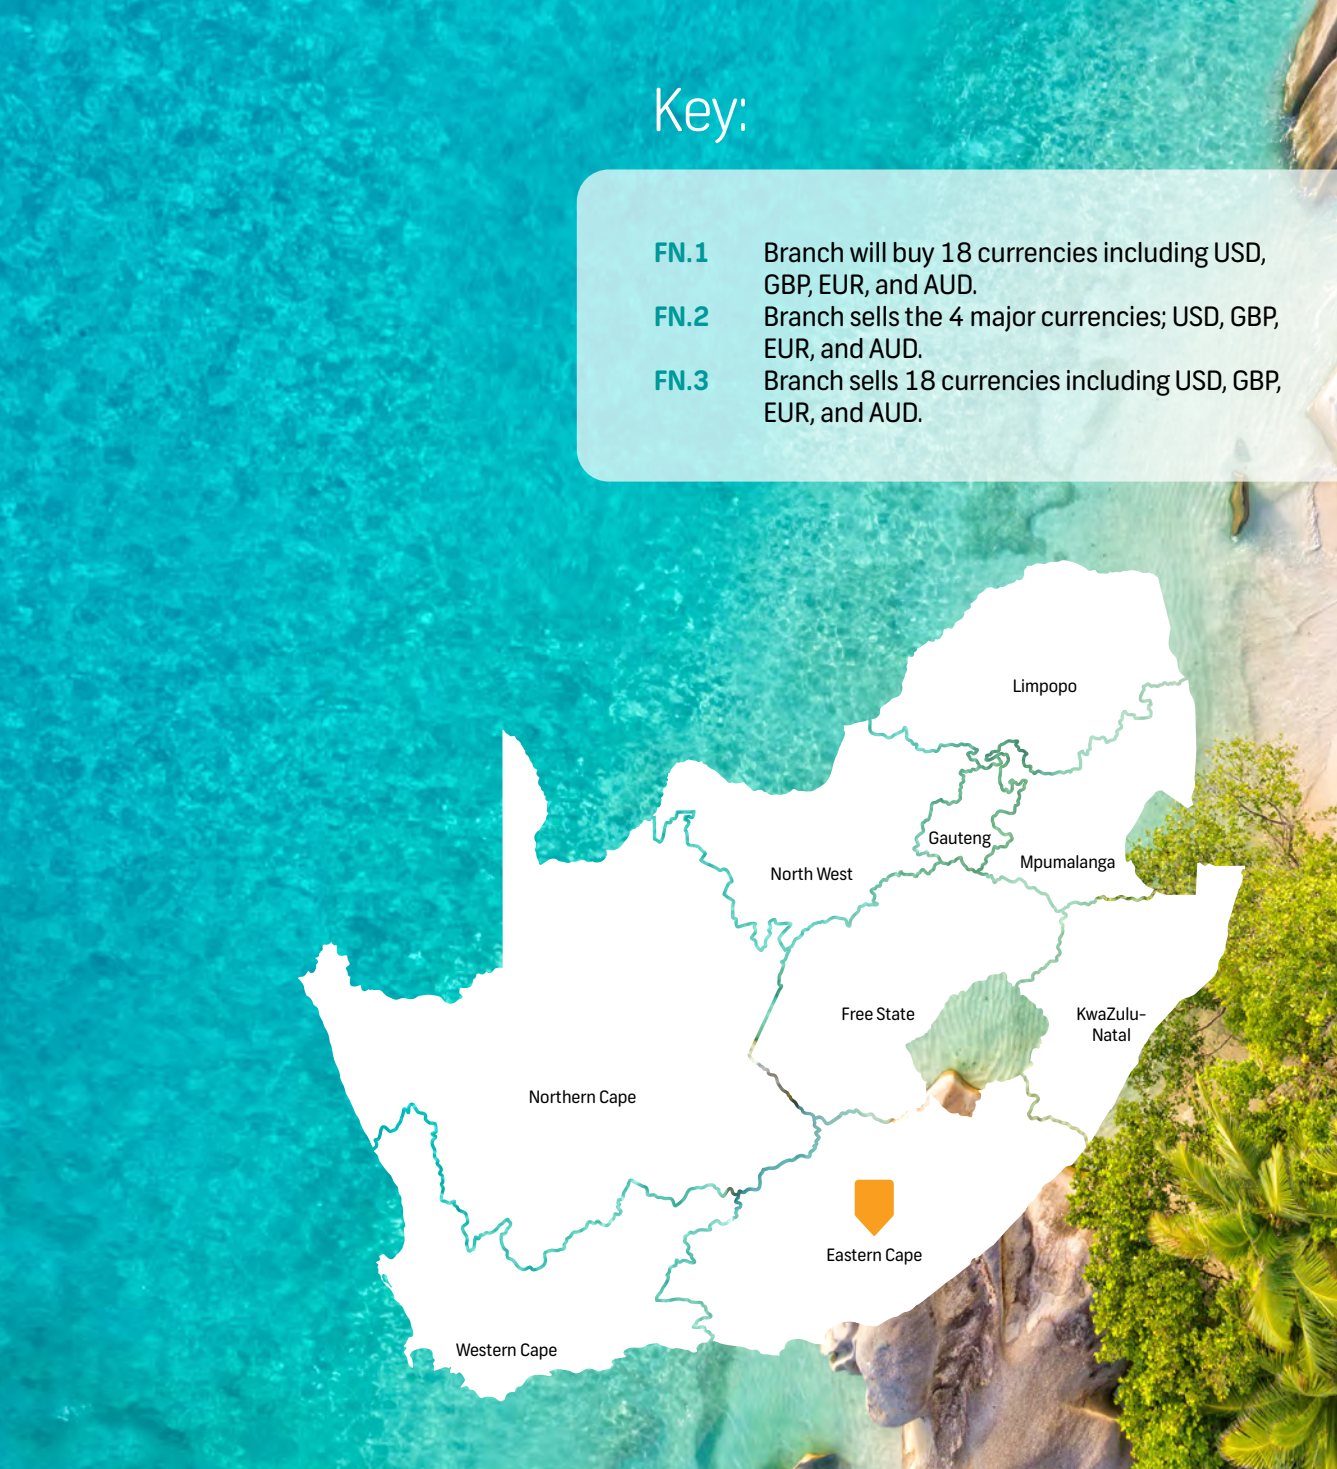 Key:
FN.1 Branch will buy 18 currencies including USD,
GBP, EUR, and AUD.
FN.2 Branch sells the 4 major currencies; USD, GBP,
EUR, and AUD.
FN.3 Branch sells 18 currencies including USD, GBP,
EUR, and AUD.
Limpopo
Gauteng
Mpumalanga
North West
Free State
KwaZulu-
Natal
Northern Cape
Eastern Cape
Western Cape